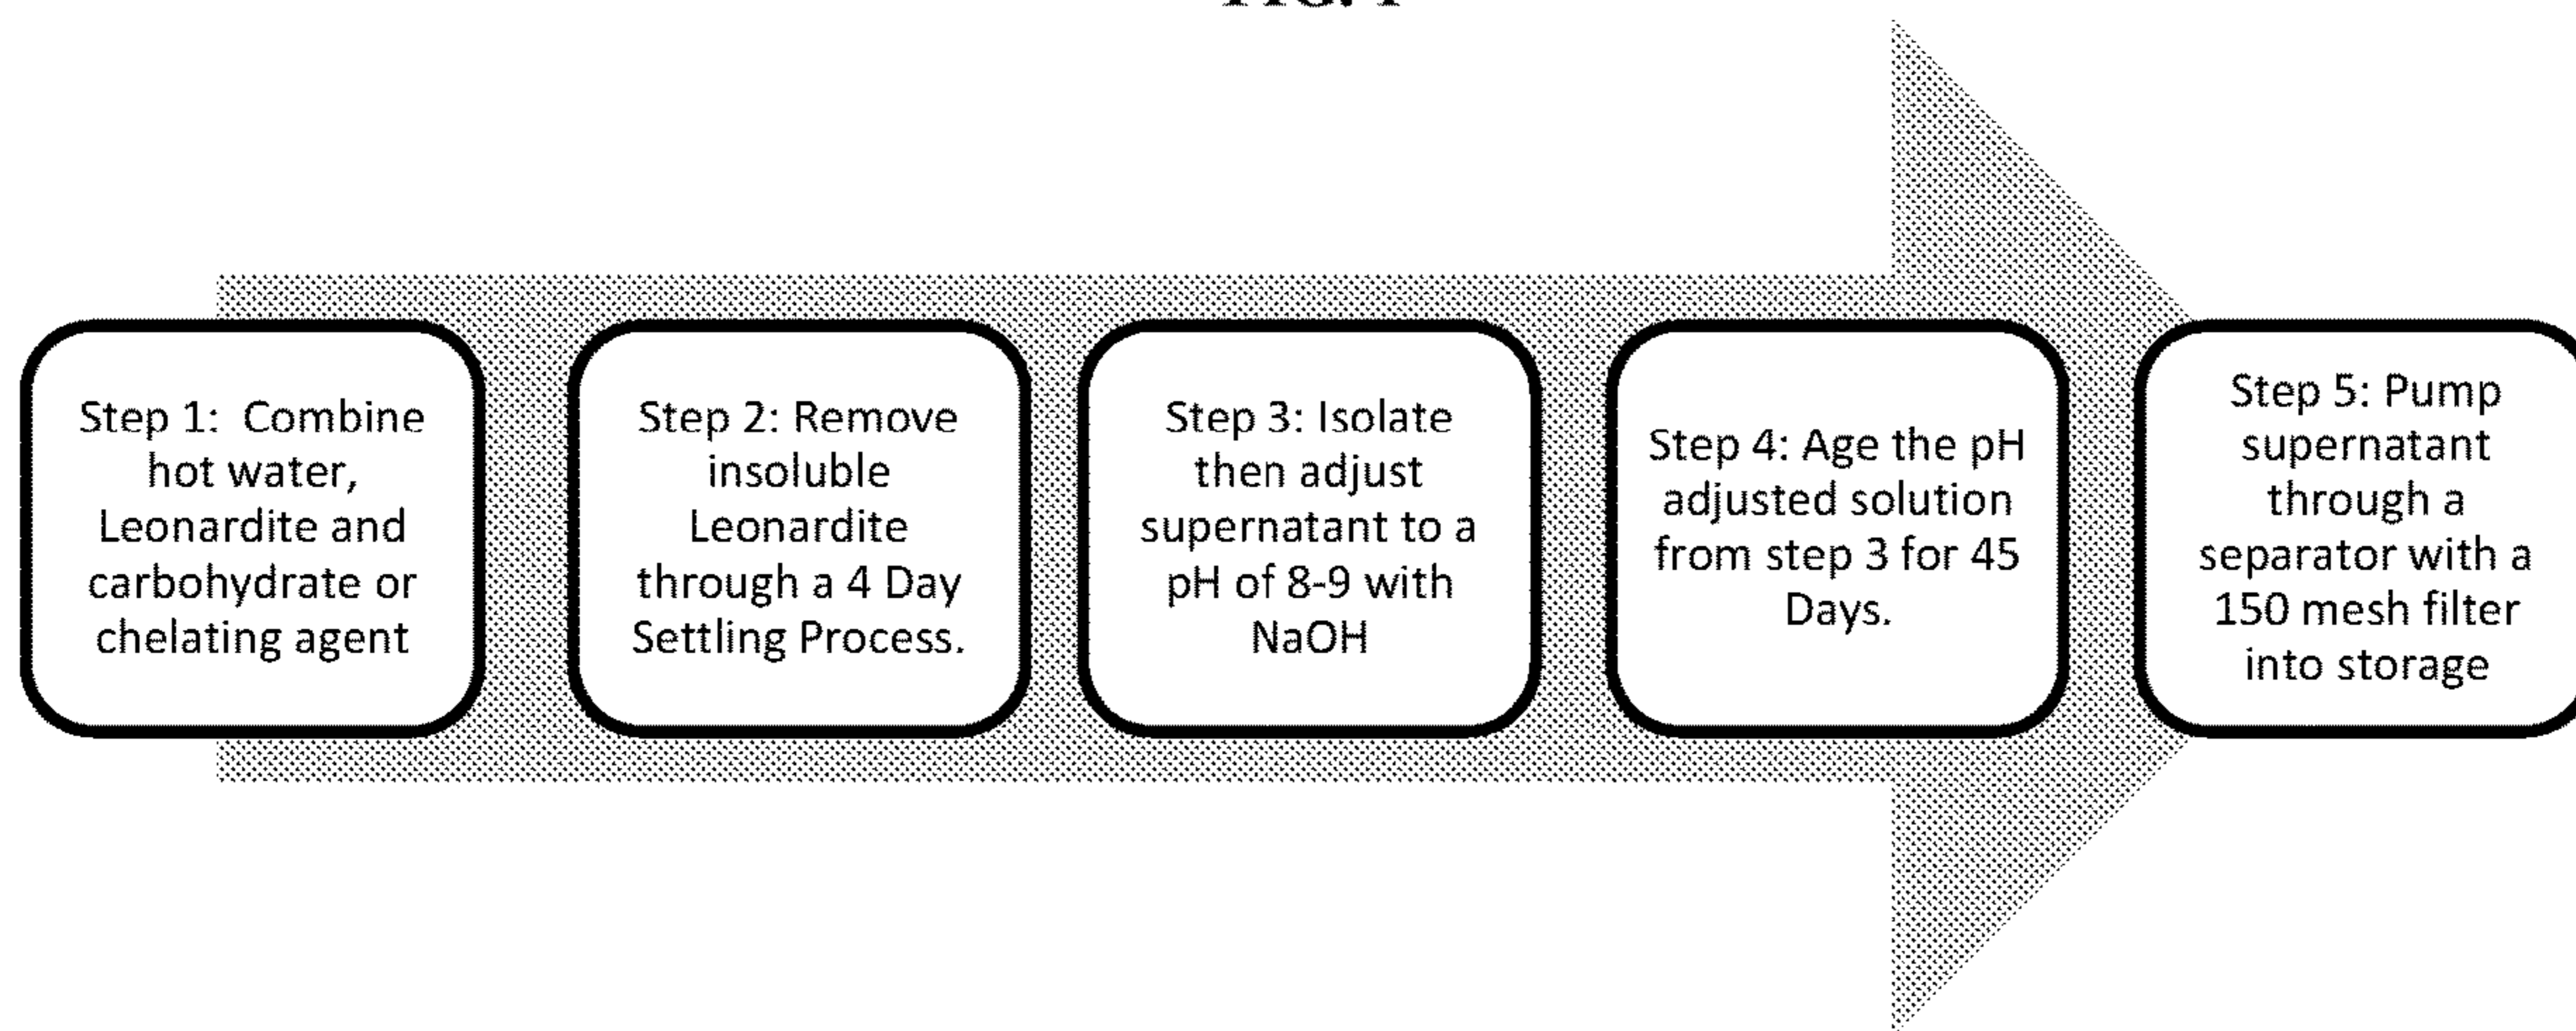 FIG. 1
Step 1: Combine
hot water,
Leonardite and
carbohydrate or
chelating agent
Step 2: Remove
insoluble
Leonardite
through a 4 Day
Settling Process.
Step 3: Isolate
then adjust
supernatant to a
pH of 8-9 with
NaOH
Step 4: Age the pH
adjusted solution
from step 3 for 45
Days.
Step 5: Pump
supernatant
through a
separator with a
150 mesh filter
into storage